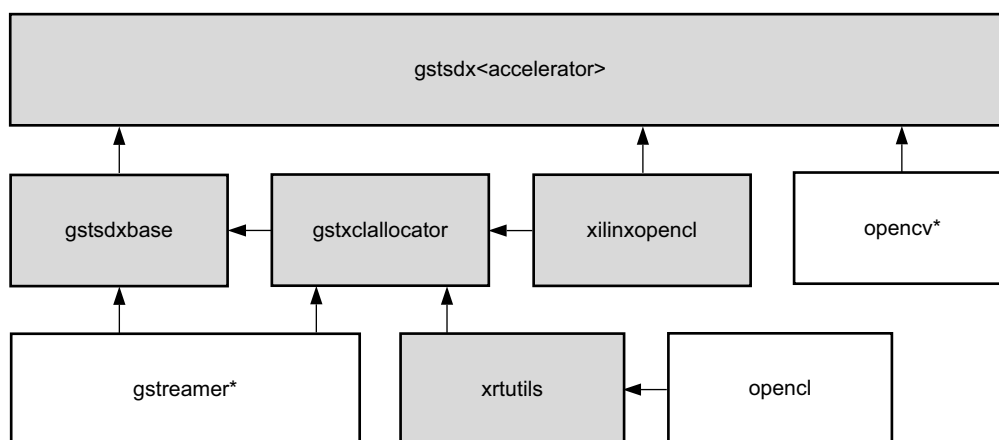 gstsdx<accelerator>
gstsdxbase
gstxclallocator
xilinxopencl
opencv*
gstreamer*
xrtutils
opencl